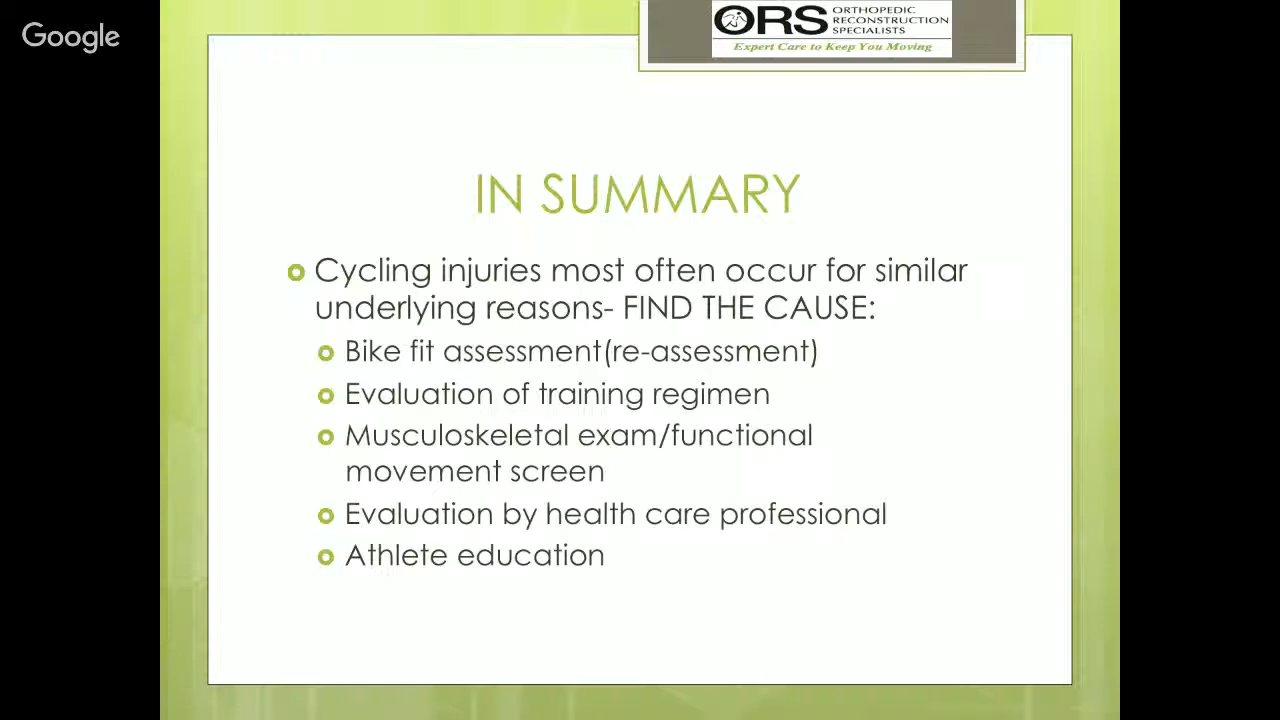 Google
ORS ORTHOPEDIC
RECONSTRUCTION
SPECIALISTS
Expert Care to Keep You Moving
IN SUMMARY
Cycling injuries most often occur for similar
underlying reasons- FIND THE CAUSE:
Bike fit assessment(re-assessment)
Evaluation of training regimen
Musculoskeletal exam/functional
movement screen
Evaluation by health care professional
Athlete education